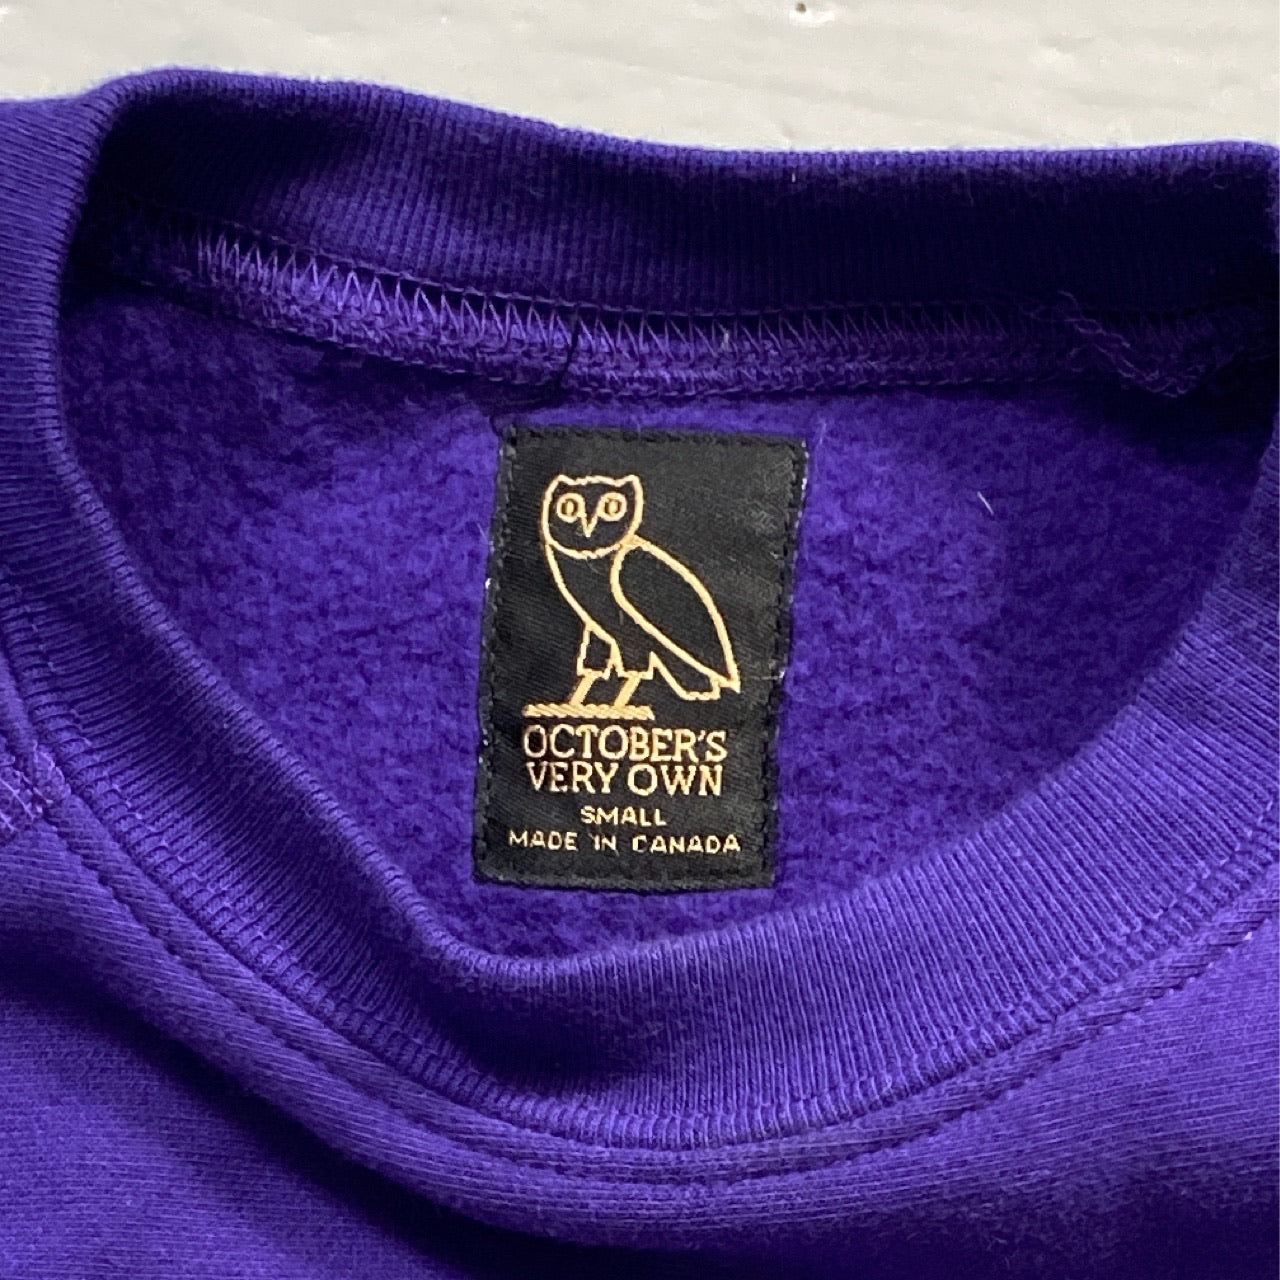 OCTOBER'S
VERY OWN
SMALL
MADE IN CANADA